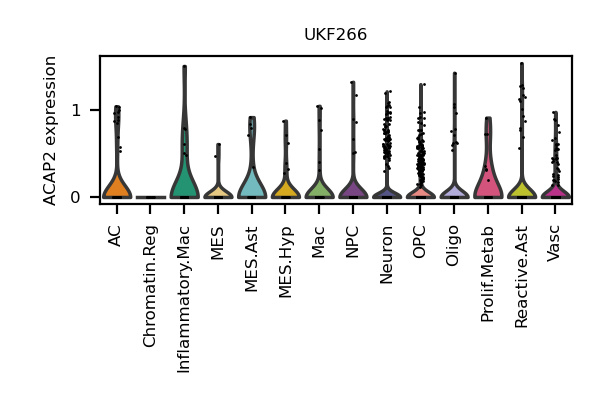 UKF266
ACAP2 expression
1
0
AC
Chromatin.Reg
Inflammatory.Mac
MES
MES.Ast
MES.Hyp
Mac
NPC
Neuron
OPC
Oligo
Prolif.Metab
Reactive.Ast
Vasc